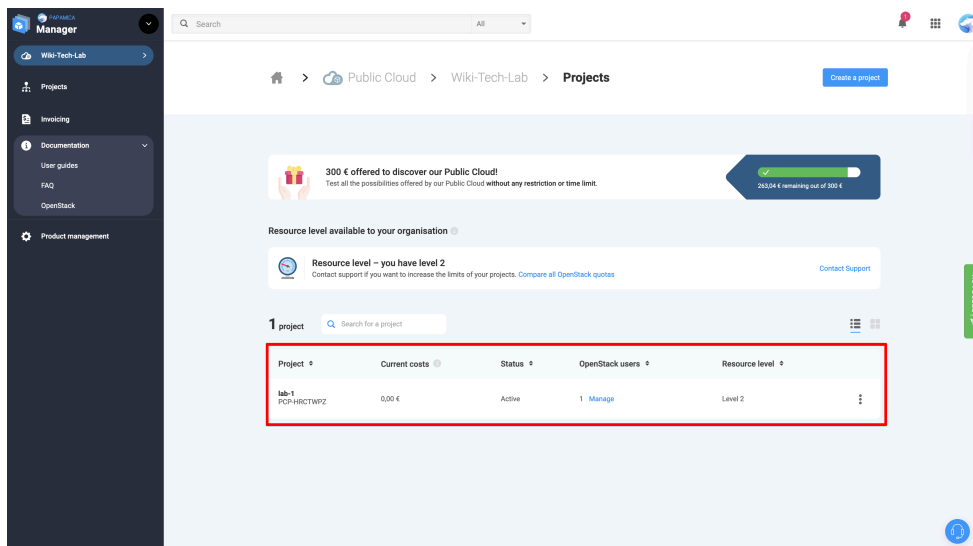 PAPAMICA
Manager
Search
All
1
Wiki-Tech-Lab
Projects
Invoicing
Documentation
User guides
FAQ
OpenStack
Product management
Public Cloud > Wiki-Tech-Lab > Projects
Create a project
300 € offered to discover our Public Cloud!
Test all the possibilities offered by our Public Cloud without any restriction or time limit.
263,04 € remaining out of 300 €
Resource level available to your organisation
Resource level – you have level 2
Contact support if you want to increase the limits of your projects. Compare all OpenStack quotas
Contact Support
1 project
Search for a project
Project Current costs Status OpenStack users Resource level
lab-1
PCP-HRCTWPZ
0,00 € Active 1 Manage Level 2